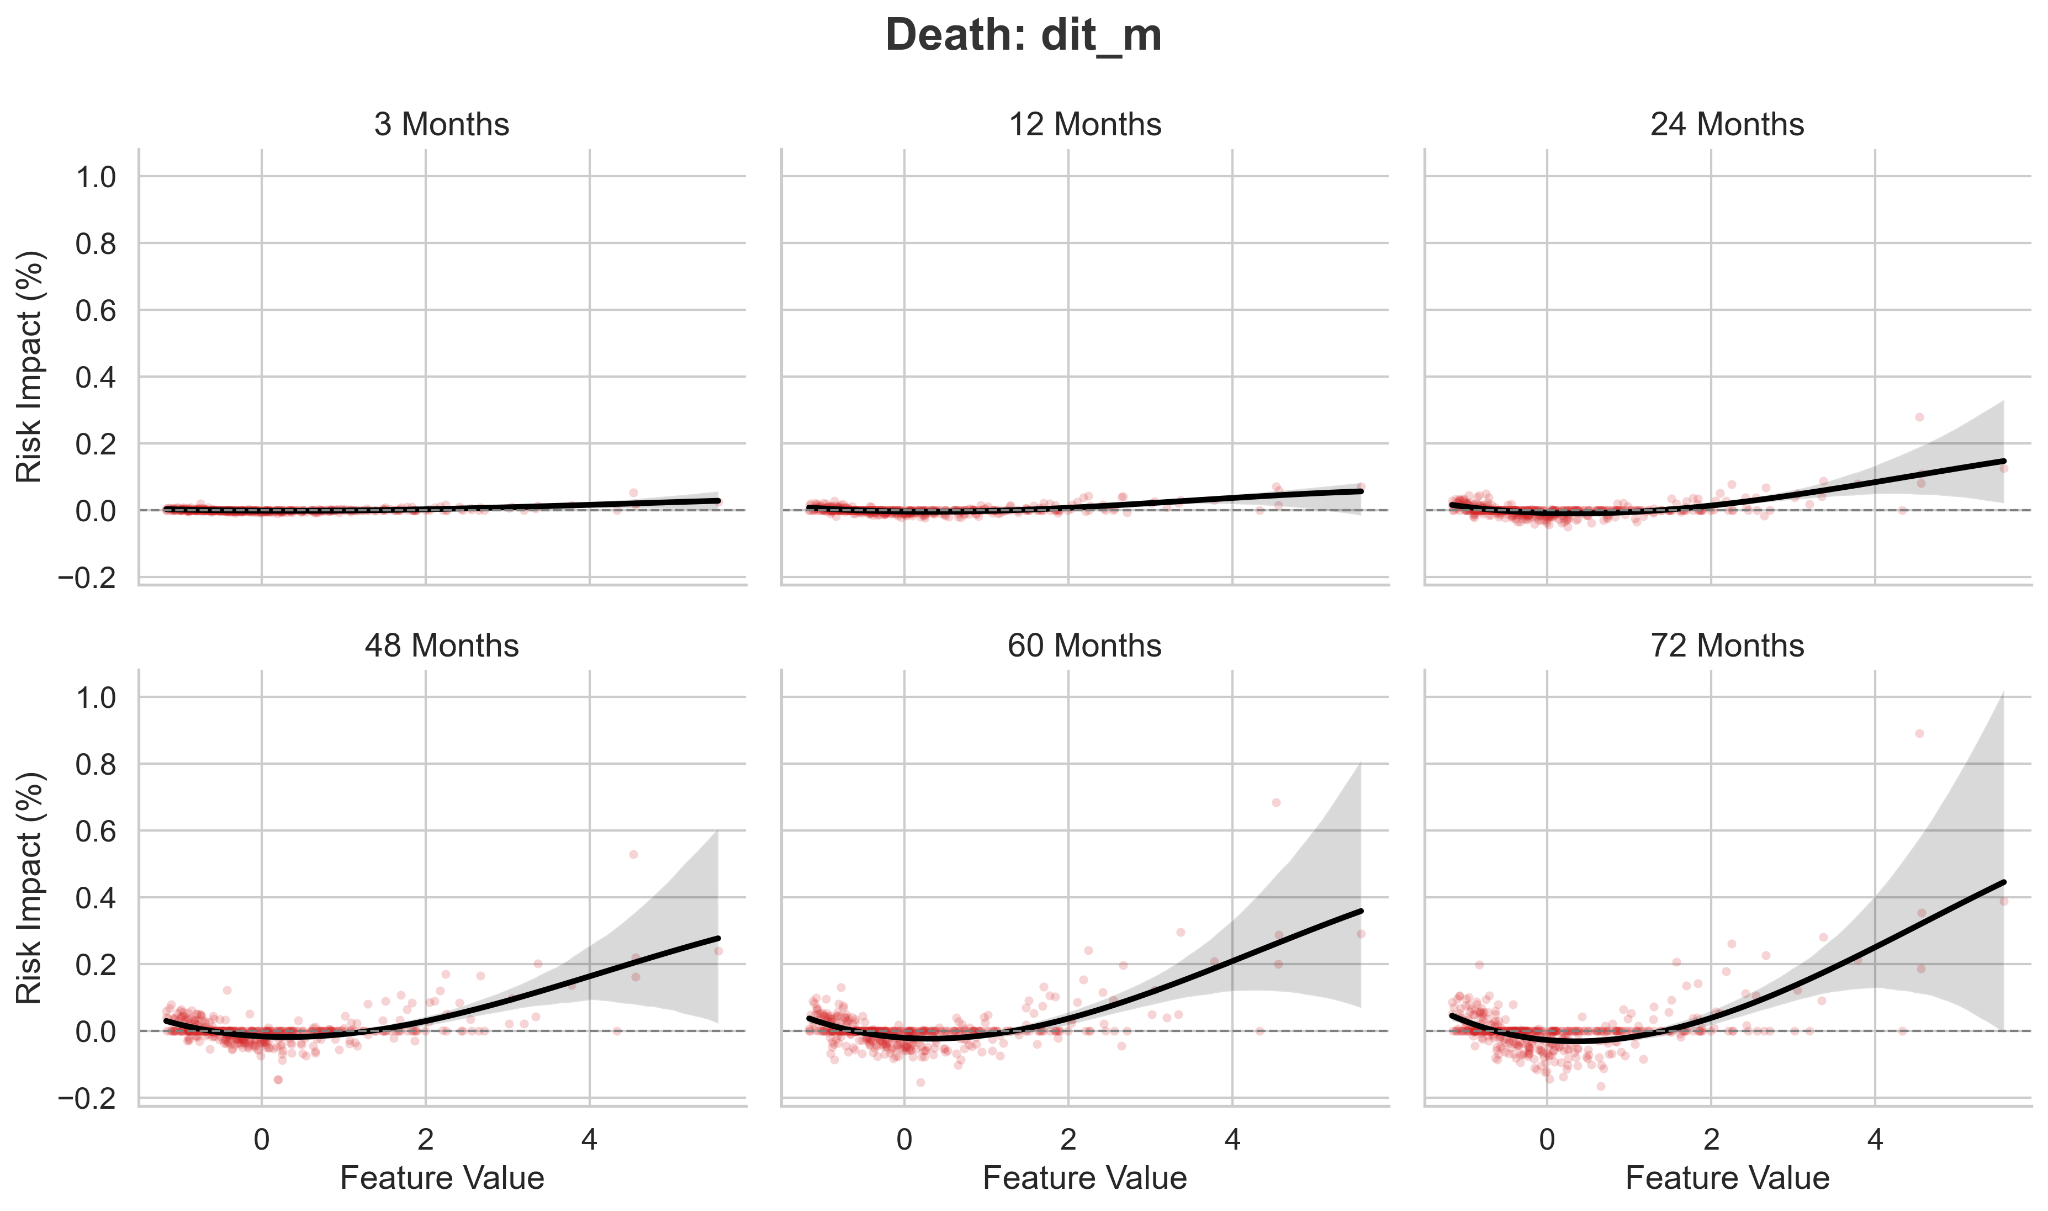 Death: dit_m
3 Months
12 Months
24 Months
Risk Impact (%)
1.0
0.8
0.6
0.4
0.2
0.0
−0.2
48 Months
60 Months
72 Months
Risk Impact (%)
1.0
0.8
0.6
0.4
0.2
0.0
−0.2
0 2 4
0 2 4
0 2 4
Feature Value
Feature Value
Feature Value